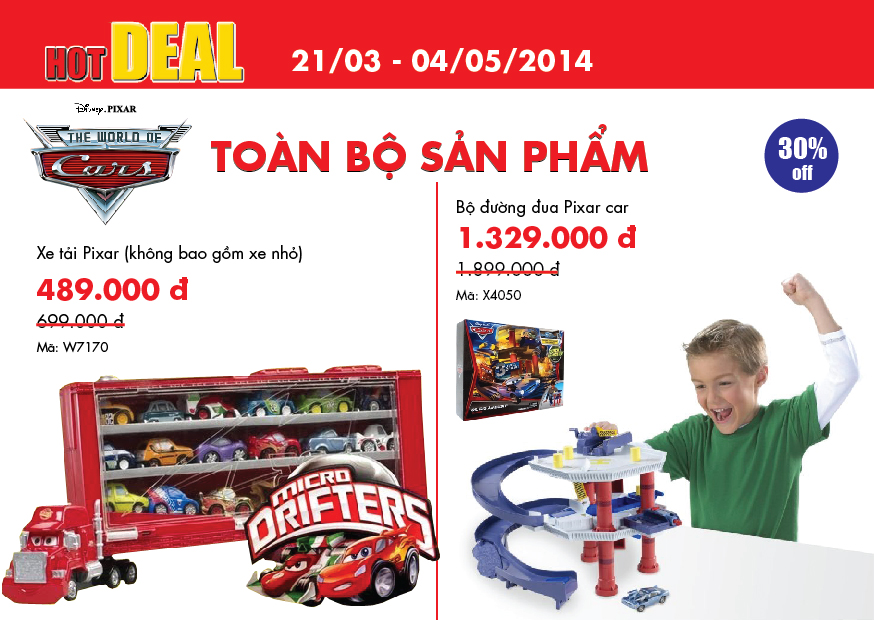 HOT DEAL
21/03 - 04/05/2014
Disney PIXAR
THE WORLD OF
Cars
TOÀN BỘ SẢN PHẨM
30%
off
Xe tải Pixar (không bao gồm xe nhỏ)
489.000 đ
699.000 đ
Mã: W7170
Bộ đường đua Pixar car
1.329.000 đ
1.899.000 đ
Mã: X4050
MICRO
DRIFTERS